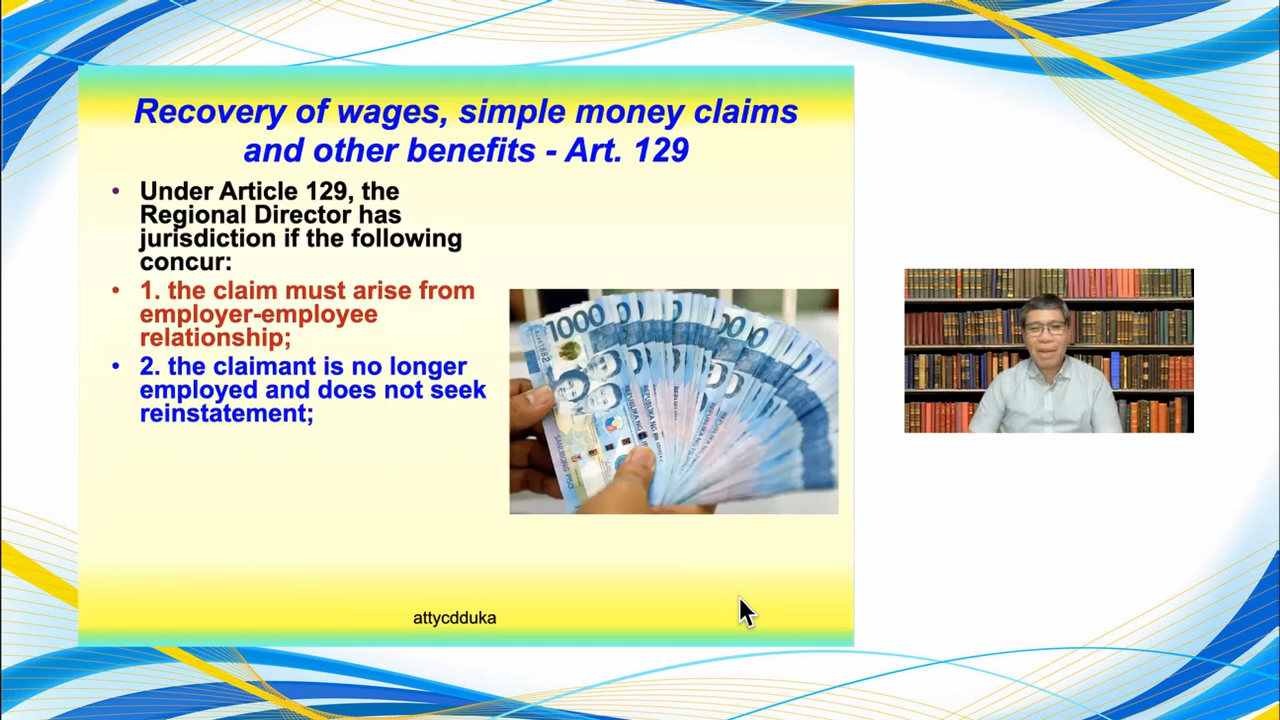 Recovery of wages, simple money claims
and other benefits - Art. 129
• Under Article 129, the
Regional Director has
jurisdiction if the following
concur:
• 1. the claim must arise from
employer-employee
relationship;
• 2. the claimant is no longer
employed and does not seek
reinstatement;
1000
attycdduka